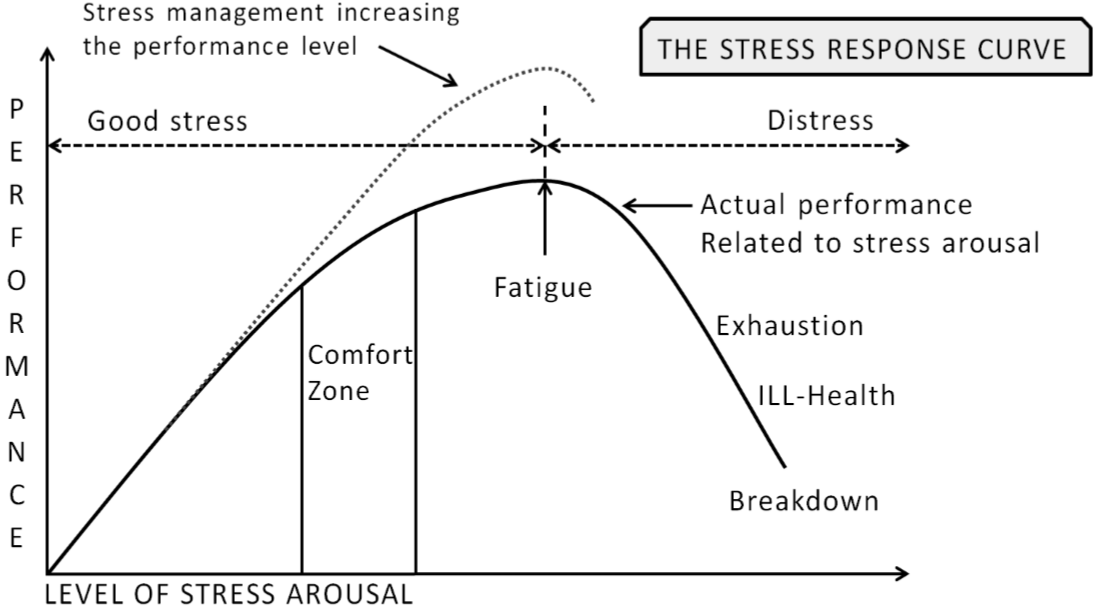 Stress management increasing
the performance level
THE STRESS RESPONSE CURVE
PERFORMANCE
Good stress
Distress
Actual performance
Related to stress arousal
Fatigue
Exhaustion
Comfort
Zone
ILL-Health
Breakdown
LEVEL OF STRESS AROUSAL